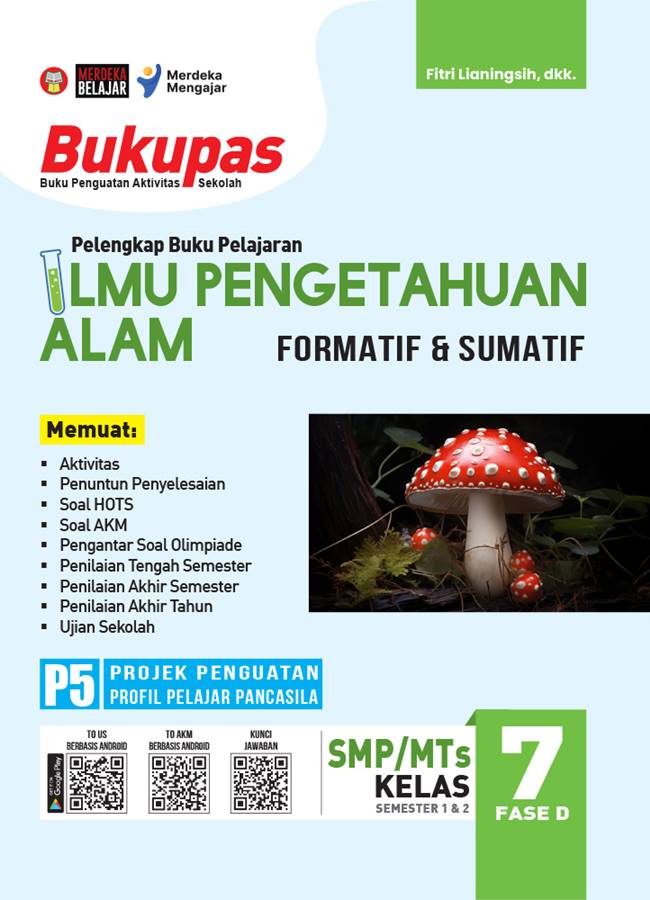 Fitri Lianingsih, dkk.
MERDEKA
BELAJAR
Merdeka
Mengajar
Bukupas
Buku Penguatan Aktivitas Sekolah
Pelengkap Buku Pelajaran
ILMU PENGETAHUAN
ALAM
FORMATIF & SUMATIF
Memuat:
▪ Aktivitas
▪ Penuntun Penyelesaian
▪ Soal HOTS
▪ Soal AKM
▪ Pengantar Soal Olimpiade
▪ Penilaian Tengah Semester
▪ Penilaian Akhir Semester
▪ Penilaian Akhir Tahun
▪ Ujian Sekolah
P5 PROJEK PENGUATAN
PROFIL PELAJAR PANCASILA
TO US
BERBASIS ANDROID
TO AKM
BERBASIS ANDROID
KUNCI
JAWABAN
Google Play
SMP/MTs
KELAS
SEMESTER 1 & 2
7
FASE D